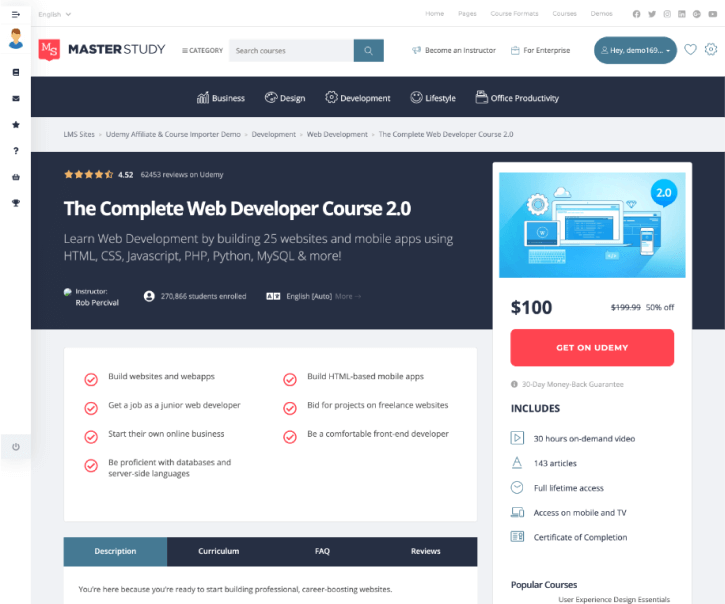 English
Home Pages Course Formats Courses Demos
MS MASTERSTUDY
CATEGORY
Search courses
Become an Instructor
For Enterprise
Hey, demo169...
Business Design Development Lifestyle Office Productivity
LMS Sites Udemy Affiliate & Course Importer Demo Development Web Development The Complete Web Developer Course 2.0
4.52 62453 reviews on Udemy
The Complete Web Developer Course 2.0
Learn Web Development by building 25 websites and mobile apps using
HTML, CSS, Javascript, PHP, Python, MySQL & more!
Instructor:
Rob Percival
270,866 students enrolled
English [Auto] More
2.0
$100 $199.99 50% off
GET ON UDEMY
30-Day Money-Back Guarantee
INCLUDES
30 hours on-demand video
143 articles
Full lifetime access
Access on mobile and TV
Certificate of Completion
Popular Courses
User Experience Design Essentials
Build websites and webapps
Build HTML-based mobile apps
Get a job as a junior web developer
Bid for projects on freelance websites
Start their own online business
Be a comfortable front-end developer
Be proficient with databases and
server-side languages
Description Curriculum FAQ Reviews
You're here because you're ready to start building professional, career-boosting websites.